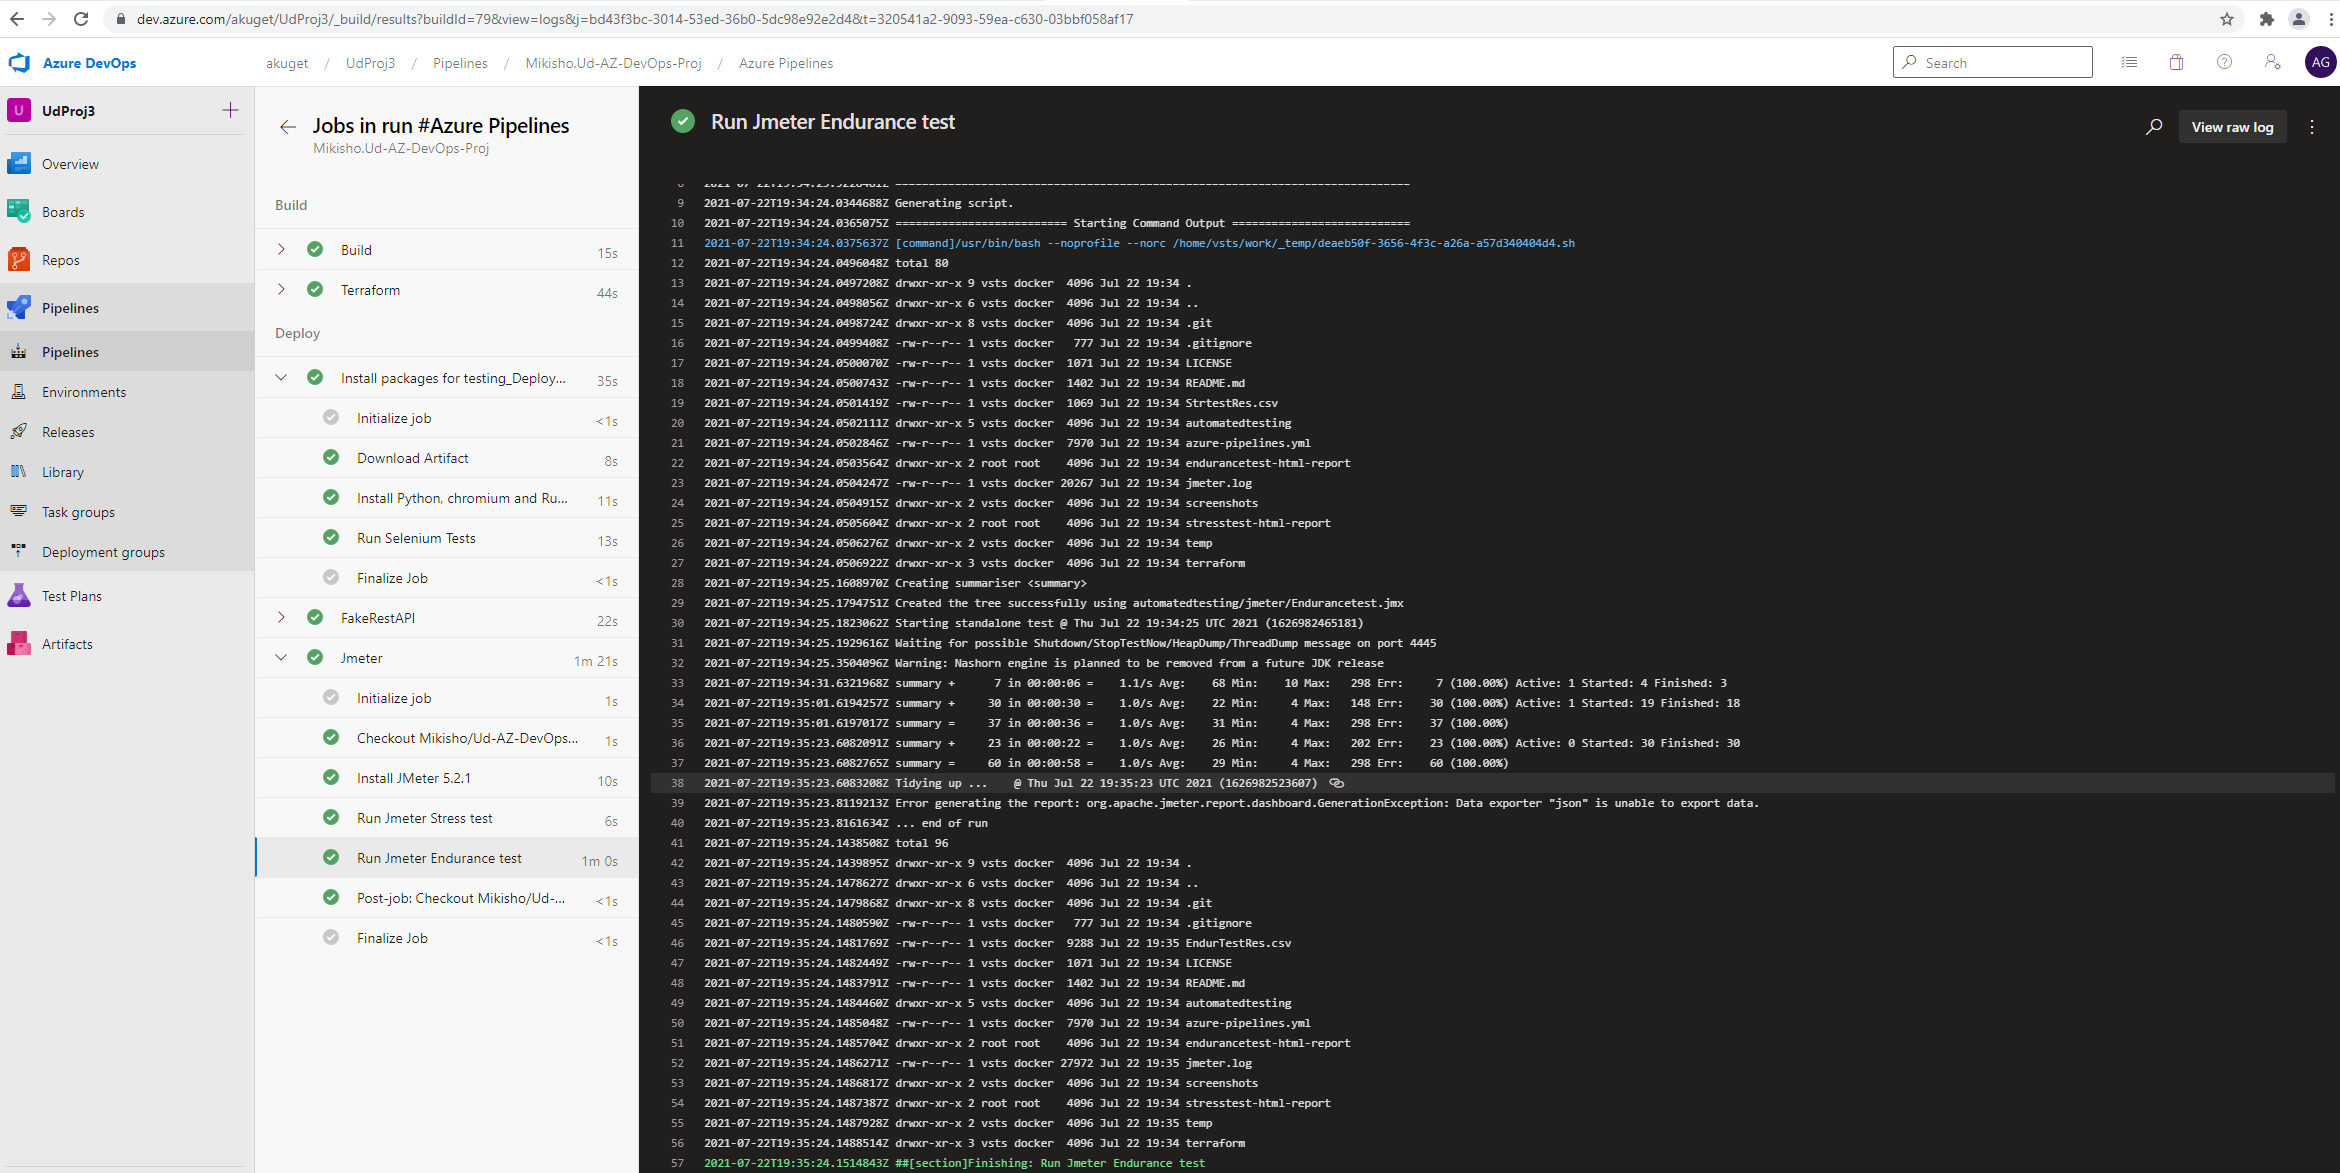 dev.azure.com/akuget/UdProj3/_build/results?buildId=79&view=logs&j=bd43f3bc-3014-53ed-36b0-5dc98e92e2d4&t=320541a2-9093-59ea-c630-03bbf058af17
Azure DevOps
akuget / UdProj3 / Pipelines / Mikisho.Ud-AZ-DevOps-Proj / Azure Pipelines
Search
AG
U UdProj3
Overview
Boards
Repos
Pipelines
Pipelines
Environments
Releases
Library
Task groups
Deployment groups
Test Plans
Artifacts
Jobs in run #Azure Pipelines
Mikisho.Ud-AZ-DevOps-Proj
Build
Build 15s
Terraform 44s
Deploy
Install packages for testing_Deploy... 35s
Initialize job <1s
Download Artifact 8s
Install Python, chromium and Ru... 11s
Run Selenium Tests 13s
Finalize Job <1s
FakeRestAPI 22s
Jmeter 1m 21s
Initialize job 1s
Checkout Mikisho/Ud-AZ-DevOps... 1s
Install JMeter 5.2.1 10s
Run Jmeter Stress test 6s
Run Jmeter Endurance test 1m 0s
Post-job: Checkout Mikisho/Ud-... <1s
Finalize Job <1s
Run Jmeter Endurance test
View raw log
9 2021-07-22T19:34:24.0344688Z Generating script.
10 2021-07-22T19:34:24.0365075Z ========================== Starting Command Output ===========================
11 2021-07-22T19:34:24.0375637Z [command]/usr/bin/bash --noprofile --norc /home/vsts/work/_temp/deaeb50f-3656-4f3c-a26a-a57d340404d4.sh
12 2021-07-22T19:34:24.0496048Z total 80
13 2021-07-22T19:34:24.0497208Z drwxr-xr-x 9 vsts docker  4096 Jul 22 19:34 .
14 2021-07-22T19:34:24.0498056Z drwxr-xr-x 6 vsts docker  4096 Jul 22 19:34 ..
15 2021-07-22T19:34:24.0498724Z drwxr-xr-x 8 vsts docker  4096 Jul 22 19:34 .git
16 2021-07-22T19:34:24.0499408Z -rw-r--r-- 1 vsts docker   777 Jul 22 19:34 .gitignore
17 2021-07-22T19:34:24.0500070Z -rw-r--r-- 1 vsts docker  1071 Jul 22 19:34 LICENSE
18 2021-07-22T19:34:24.0500743Z -rw-r--r-- 1 vsts docker  1402 Jul 22 19:34 README.md
19 2021-07-22T19:34:24.0501419Z -rw-r--r-- 1 vsts docker  1069 Jul 22 19:34 StrtestRes.csv
20 2021-07-22T19:34:24.0502111Z drwxr-xr-x 5 vsts docker  4096 Jul 22 19:34 automatedtesting
21 2021-07-22T19:34:24.0502846Z -rw-r--r-- 1 vsts docker  7970 Jul 22 19:34 azure-pipelines.yml
22 2021-07-22T19:34:24.0503564Z drwxr-xr-x 2 root root    4096 Jul 22 19:34 endurancetest-html-report
23 2021-07-22T19:34:24.0504247Z -rw-r--r-- 1 vsts docker 20267 Jul 22 19:34 jmeter.log
24 2021-07-22T19:34:24.0504915Z drwxr-xr-x 2 vsts docker  4096 Jul 22 19:34 screenshots
25 2021-07-22T19:34:24.0505604Z drwxr-xr-x 2 root root    4096 Jul 22 19:34 stresstest-html-report
26 2021-07-22T19:34:24.0506276Z drwxr-xr-x 2 vsts docker  4096 Jul 22 19:34 temp
27 2021-07-22T19:34:24.0506922Z drwxr-xr-x 3 vsts docker  4096 Jul 22 19:34 terraform
28 2021-07-22T19:34:25.1608970Z Creating summariser <summary>
29 2021-07-22T19:34:25.1794751Z Created the tree successfully using automatedtesting/jmeter/Endurancetest.jmx
30 2021-07-22T19:34:25.1823062Z Starting standalone test @ Thu Jul 22 19:34:25 UTC 2021 (1626982465181)
31 2021-07-22T19:34:25.1929616Z Waiting for possible Shutdown/StopTestNow/HeapDump/ThreadDump message on port 4445
32 2021-07-22T19:34:25.3504096Z Warning: Nashorn engine is planned to be removed from a future JDK release
33 2021-07-22T19:34:31.6321968Z summary +      7 in 00:00:06 =    1.1/s Avg:    68 Min:    10 Max:   298 Err:     7 (100.00%) Active: 1 Started: 4 Finished: 3
34 2021-07-22T19:35:01.6194257Z summary +     30 in 00:00:30 =    1.0/s Avg:    22 Min:     4 Max:   148 Err:    30 (100.00%) Active: 1 Started: 19 Finished: 18
35 2021-07-22T19:35:01.6197017Z summary =     37 in 00:00:36 =    1.0/s Avg:    31 Min:     4 Max:   298 Err:    37 (100.00%)
36 2021-07-22T19:35:23.6082091Z summary +     23 in 00:00:22 =    1.0/s Avg:    26 Min:     4 Max:   202 Err:    23 (100.00%) Active: 0 Started: 30 Finished: 30
37 2021-07-22T19:35:23.6082765Z summary =     60 in 00:00:58 =    1.0/s Avg:    29 Min:     4 Max:   298 Err:    60 (100.00%)
38 2021-07-22T19:35:23.6083208Z Tidying up ...    @ Thu Jul 22 19:35:23 UTC 2021 (1626982523607)
39 2021-07-22T19:35:23.8119213Z Error generating the report: org.apache.jmeter.report.dashboard.GenerationException: Data exporter "json" is unable to export data.
40 2021-07-22T19:35:23.8161634Z ... end of run
41 2021-07-22T19:35:24.1438508Z total 96
42 2021-07-22T19:35:24.1439895Z drwxr-xr-x 9 vsts docker  4096 Jul 22 19:34 .
43 2021-07-22T19:35:24.1478627Z drwxr-xr-x 6 vsts docker  4096 Jul 22 19:34 ..
44 2021-07-22T19:35:24.1479868Z drwxr-xr-x 8 vsts docker  4096 Jul 22 19:34 .git
45 2021-07-22T19:35:24.1480590Z -rw-r--r-- 1 vsts docker   777 Jul 22 19:34 .gitignore
46 2021-07-22T19:35:24.1481769Z -rw-r--r-- 1 vsts docker  9288 Jul 22 19:35 EndurTestRes.csv
47 2021-07-22T19:35:24.1482449Z -rw-r--r-- 1 vsts docker  1071 Jul 22 19:34 LICENSE
48 2021-07-22T19:35:24.1483791Z -rw-r--r-- 1 vsts docker  1402 Jul 22 19:34 README.md
49 2021-07-22T19:35:24.1484460Z drwxr-xr-x 5 vsts docker  4096 Jul 22 19:34 automatedtesting
50 2021-07-22T19:35:24.1485048Z -rw-r--r-- 1 vsts docker  7970 Jul 22 19:34 azure-pipelines.yml
51 2021-07-22T19:35:24.1485704Z drwxr-xr-x 2 root root    4096 Jul 22 19:34 endurancetest-html-report
52 2021-07-22T19:35:24.1486271Z -rw-r--r-- 1 vsts docker 27972 Jul 22 19:35 jmeter.log
53 2021-07-22T19:35:24.1486817Z drwxr-xr-x 2 vsts docker  4096 Jul 22 19:34 screenshots
54 2021-07-22T19:35:24.1487387Z drwxr-xr-x 2 root root    4096 Jul 22 19:34 stresstest-html-report
55 2021-07-22T19:35:24.1487928Z drwxr-xr-x 2 vsts docker  4096 Jul 22 19:35 temp
56 2021-07-22T19:35:24.1488514Z drwxr-xr-x 3 vsts docker  4096 Jul 22 19:34 terraform
57 2021-07-22T19:35:24.1514843Z ##[section]Finishing: Run Jmeter Endurance test